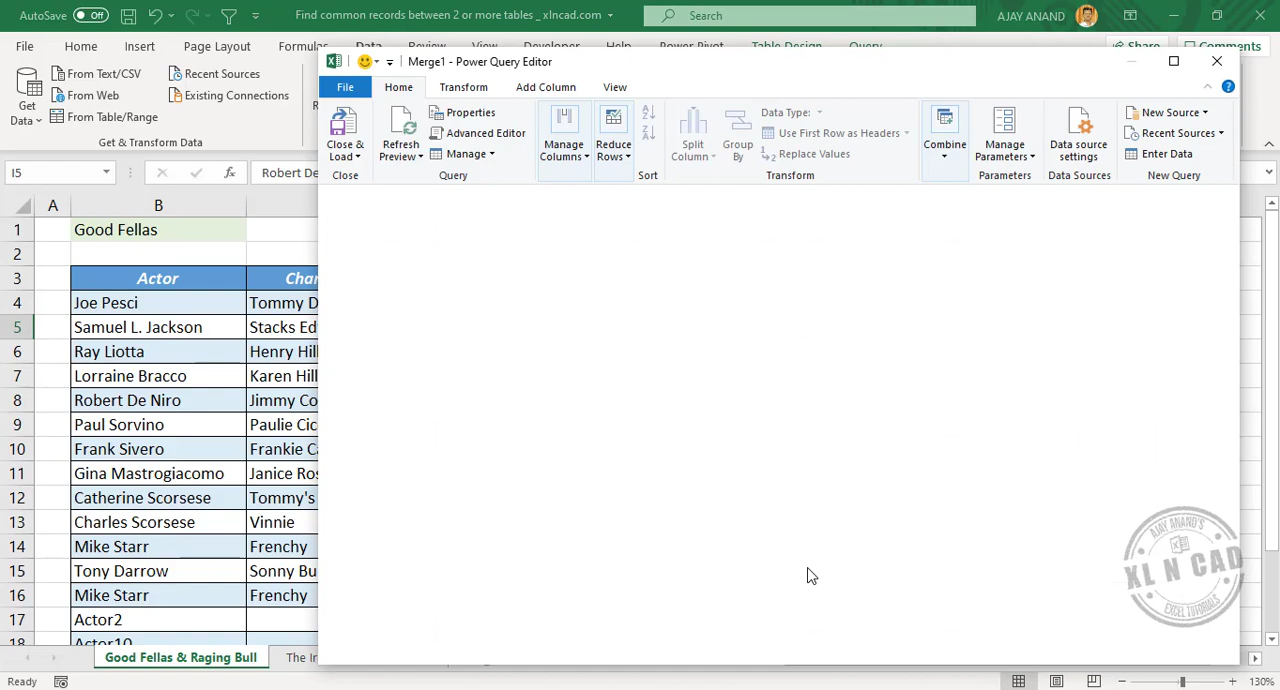 AutoSave Off Find common records between 2 or more tables _ xlncad.com Search AJAY ANAND
File Home Insert Page Layout Formulas Data Review View Developer Help Power Pivot Table Design Query Share Comments
Merge1 - Power Query Editor
File Home Transform Add Column View
Get Data
From Text/CSV
From Web
From Table/Range
Recent Sources
Existing Connections
Get & Transform Data
Close & Load
Close
Refresh Preview
Properties
Advanced Editor
Manage
Query
Manage Columns
Reduce Rows
Sort
Split Column
Group By
Data Type:
Use First Row as Headers
Replace Values
Transform
Combine
Manage Parameters
Parameters
Data source settings
Data Sources
New Source
Recent Sources
Enter Data
New Query
I5 fx Robert De
A B
1 Good Fellas
2
3 Actor Char
4 Joe Pesci Tommy D
5 Samuel L. Jackson Stacks Ed
6 Ray Liotta Henry Hill
7 Lorraine Bracco Karen Hill
8 Robert De Niro Jimmy Co
9 Paul Sorvino Paulie Cic
10 Frank Sivero Frankie C
11 Gina Mastrogiacomo Janice Ros
12 Catherine Scorsese Tommy's
13 Charles Scorsese Vinnie
14 Mike Starr Frenchy
15 Tony Darrow Sonny Bu
16 Mike Starr Frenchy
17 Actor2
18 Actor10
Good Fellas & Raging Bull The Ir
Ready 130%
AJAY ANAND'S
XL N CAD
EXCEL TUTORIALS